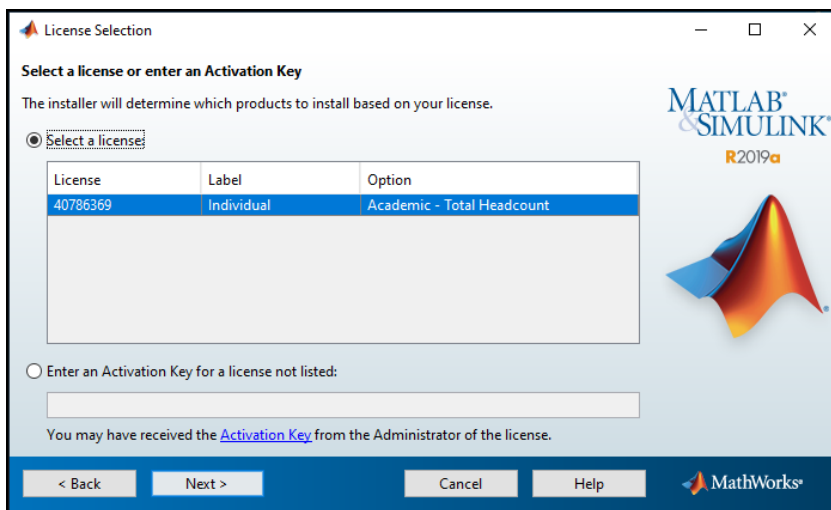 License Selection
Select a license or enter an Activation Key
The installer will determine which products to install based on your license.
MATLAB®
&SIMULINK®
R2019a
Select a license:
License Label Option
40786369 Individual Academic - Total Headcount
Enter an Activation Key for a license not listed:
You may have received the Activation Key from the Administrator of the license.
< Back Next > Cancel Help MathWorks®